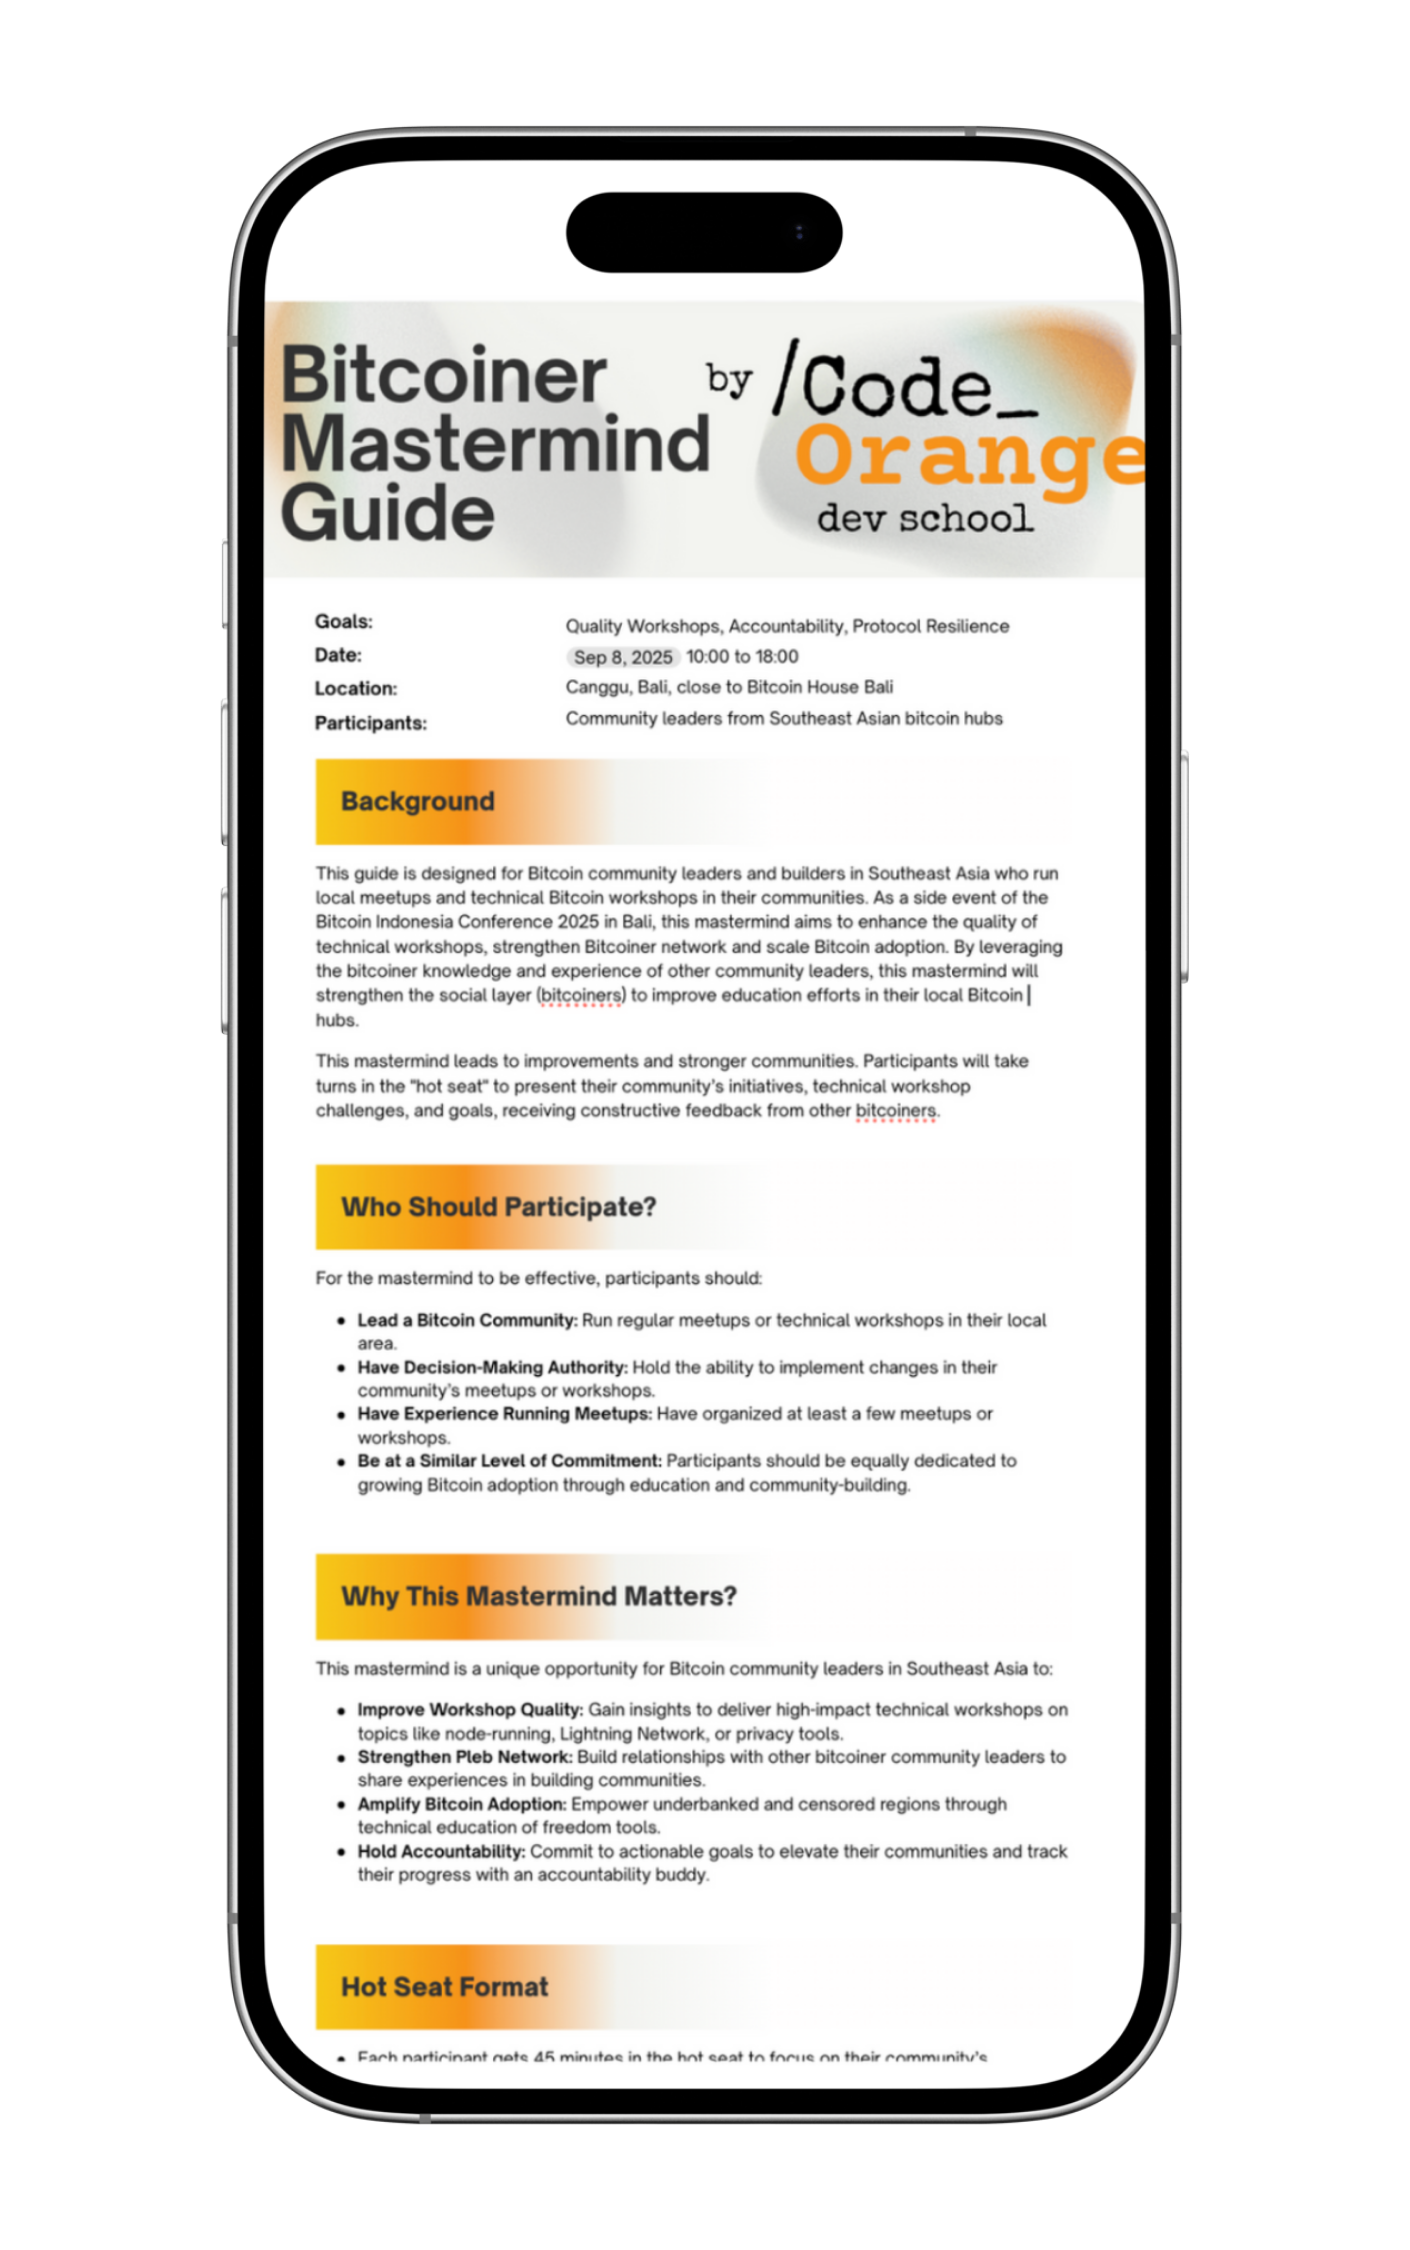 Bitcoiner
Mastermind
Guide
by /Code_
Orange
dev school
Goals: Quality Workshops, Accountability, Protocol Resilience
Date: Sep 8, 2025 10:00 to 18:00
Location: Canggu, Bali, close to Bitcoin House Bali
Participants: Community leaders from Southeast Asian bitcoin hubs
Background
This guide is designed for Bitcoin community leaders and builders in Southeast Asia who run
local meetups and technical Bitcoin workshops in their communities. As a side event of the
Bitcoin Indonesia Conference 2025 in Bali, this mastermind aims to enhance the quality of
technical workshops, strengthen Bitcoiner network and scale Bitcoin adoption. By leveraging
the bitcoiner knowledge and experience of other community leaders, this mastermind will
strengthen the social layer (bitcoiners) to improve education efforts in their local Bitcoin
hubs.
This mastermind leads to improvements and stronger communities. Participants will take
turns in the "hot seat" to present their community's initiatives, technical workshop
challenges, and goals, receiving constructive feedback from other bitcoiners.
Who Should Participate?
For the mastermind to be effective, participants should:
• Lead a Bitcoin Community: Run regular meetups or technical workshops in their local
area.
• Have Decision-Making Authority: Hold the ability to implement changes in their
community's meetups or workshops.
• Have Experience Running Meetups: Have organized at least a few meetups or
workshops.
• Be at a Similar Level of Commitment: Participants should be equally dedicated to
growing Bitcoin adoption through education and community-building.
Why This Mastermind Matters?
This mastermind is a unique opportunity for Bitcoin community leaders in Southeast Asia to:
• Improve Workshop Quality: Gain insights to deliver high-impact technical workshops on
topics like node-running, Lightning Network, or privacy tools.
• Strengthen Pleb Network: Build relationships with other bitcoiner community leaders to
share experiences in building communities.
• Amplify Bitcoin Adoption: Empower underbanked and censored regions through
technical education of freedom tools.
• Hold Accountability: Commit to actionable goals to elevate their communities and track
their progress with an accountability buddy.
Hot Seat Format
• Each participant gets 45 minutes in the hot seat to focus on their community's